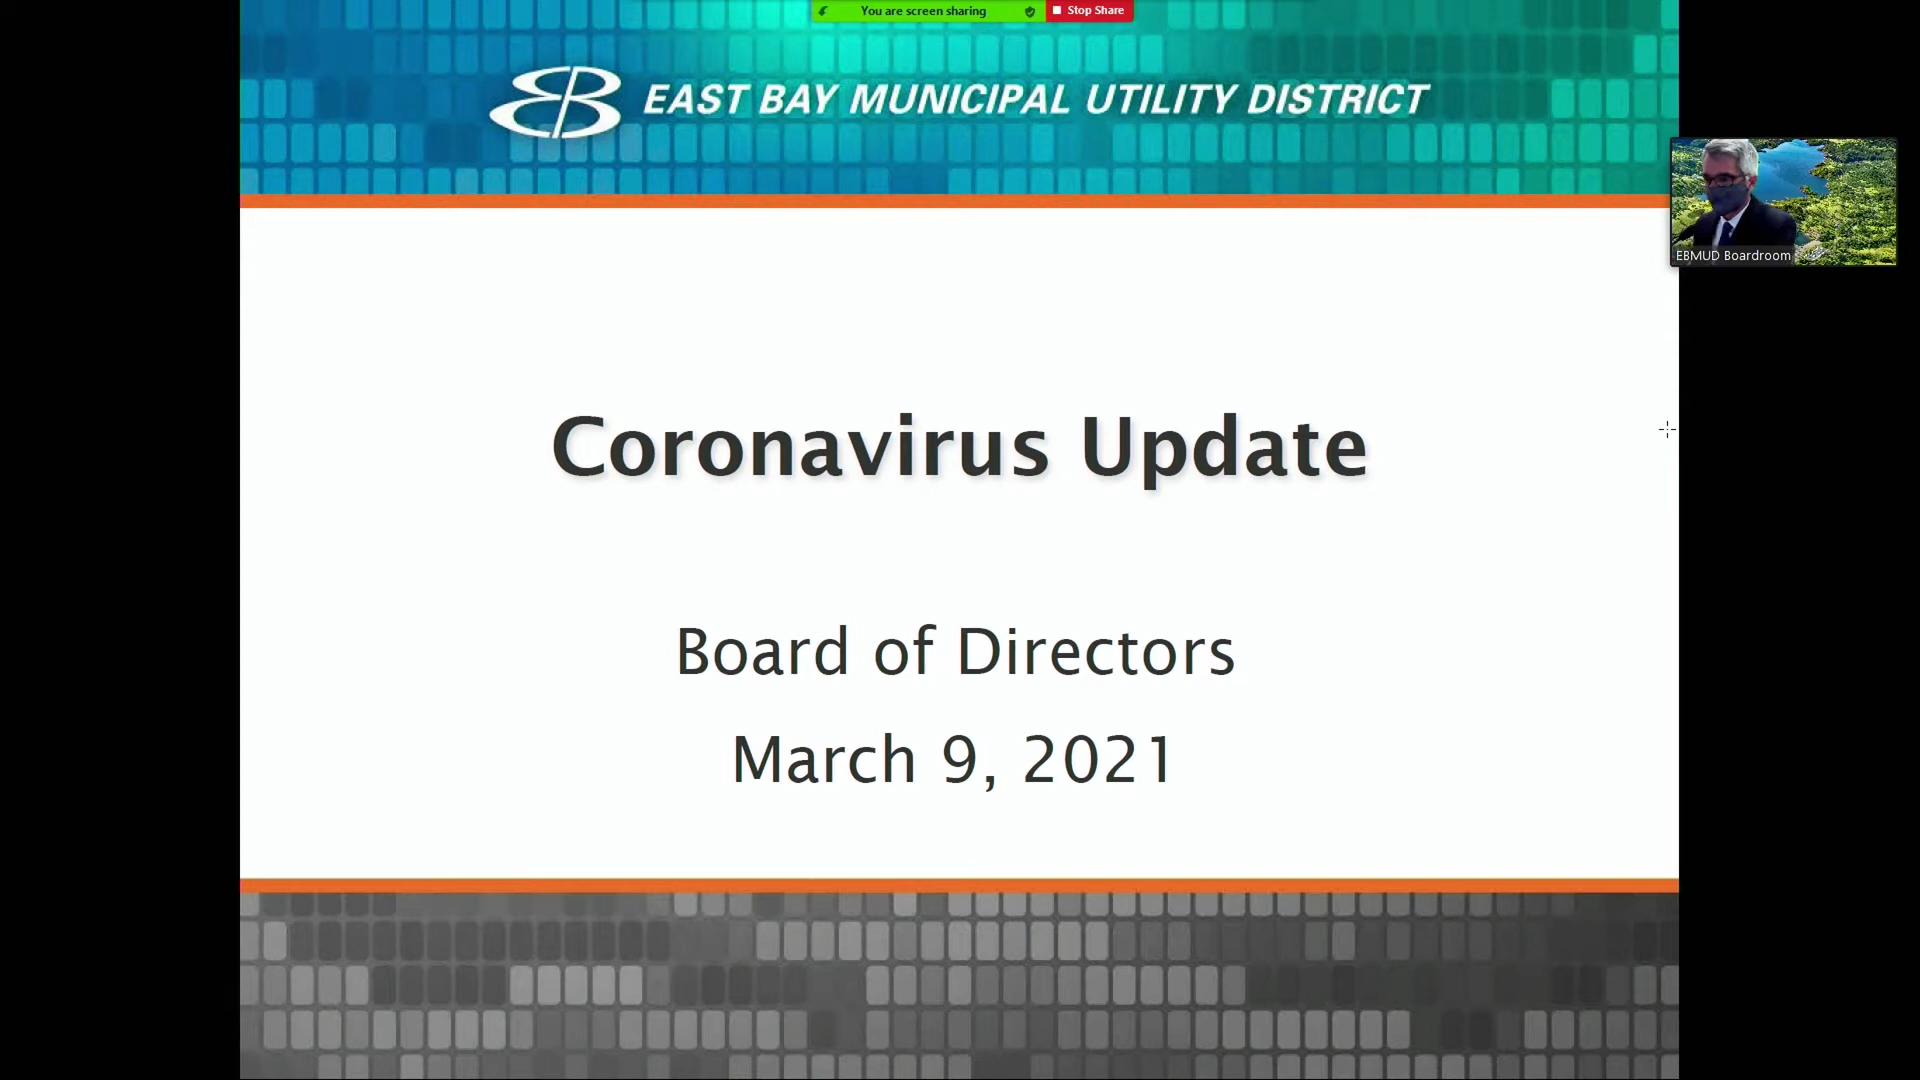 You are screen sharing
Stop Share
EAST BAY MUNICIPAL UTILITY DISTRICT
EBMUD Boardroom
Coronavirus Update
Board of Directors
March 9, 2021